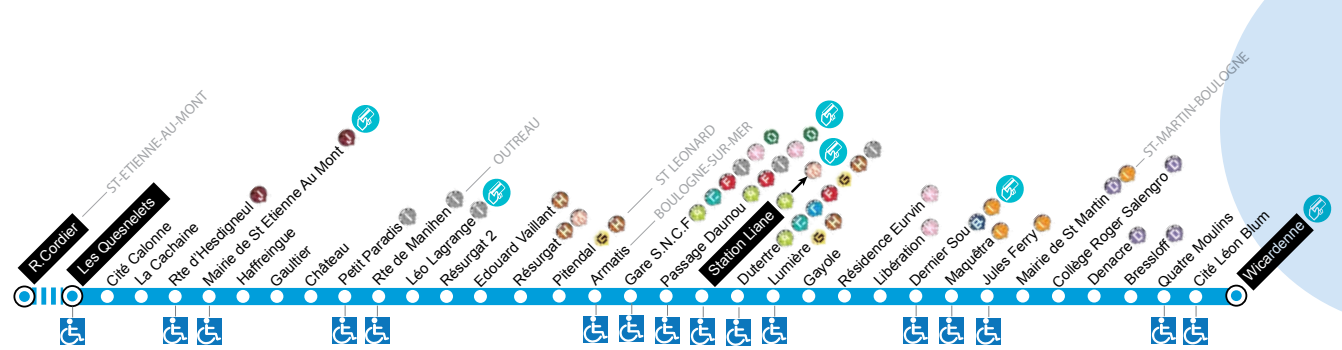 R.Cordier
ST-ETIENNE-AU-MONT
Les Quesnelets
Cité Calonne
La Cachaine
Rte d'Hesdigneul
Mairie de St Etienne Au Mont
Haffreingue
Gaultier
Château
Petit Paradis
Rte de Manihen
OUTREAU
Léo Lagrange
Résurgat 2
Edouard Vaillant
Résurgat
Pitendal
Armatis
ST LEONARD
BOULOGNE-SUR-MER
Gare S.N.C.F
Passage Daunou
Station Liane
Dutertre
Lumière
Gayole
Résidence Eurvin
Libération
Dernier Sou
Maquêtra
Jules Ferry
Mairie de St Martin
ST-MARTIN-BOULOGNE
Collège Roger Salengro
Denacre
Bressloff
Quatre Moulins
Cité Léon Blum
Wicardenne